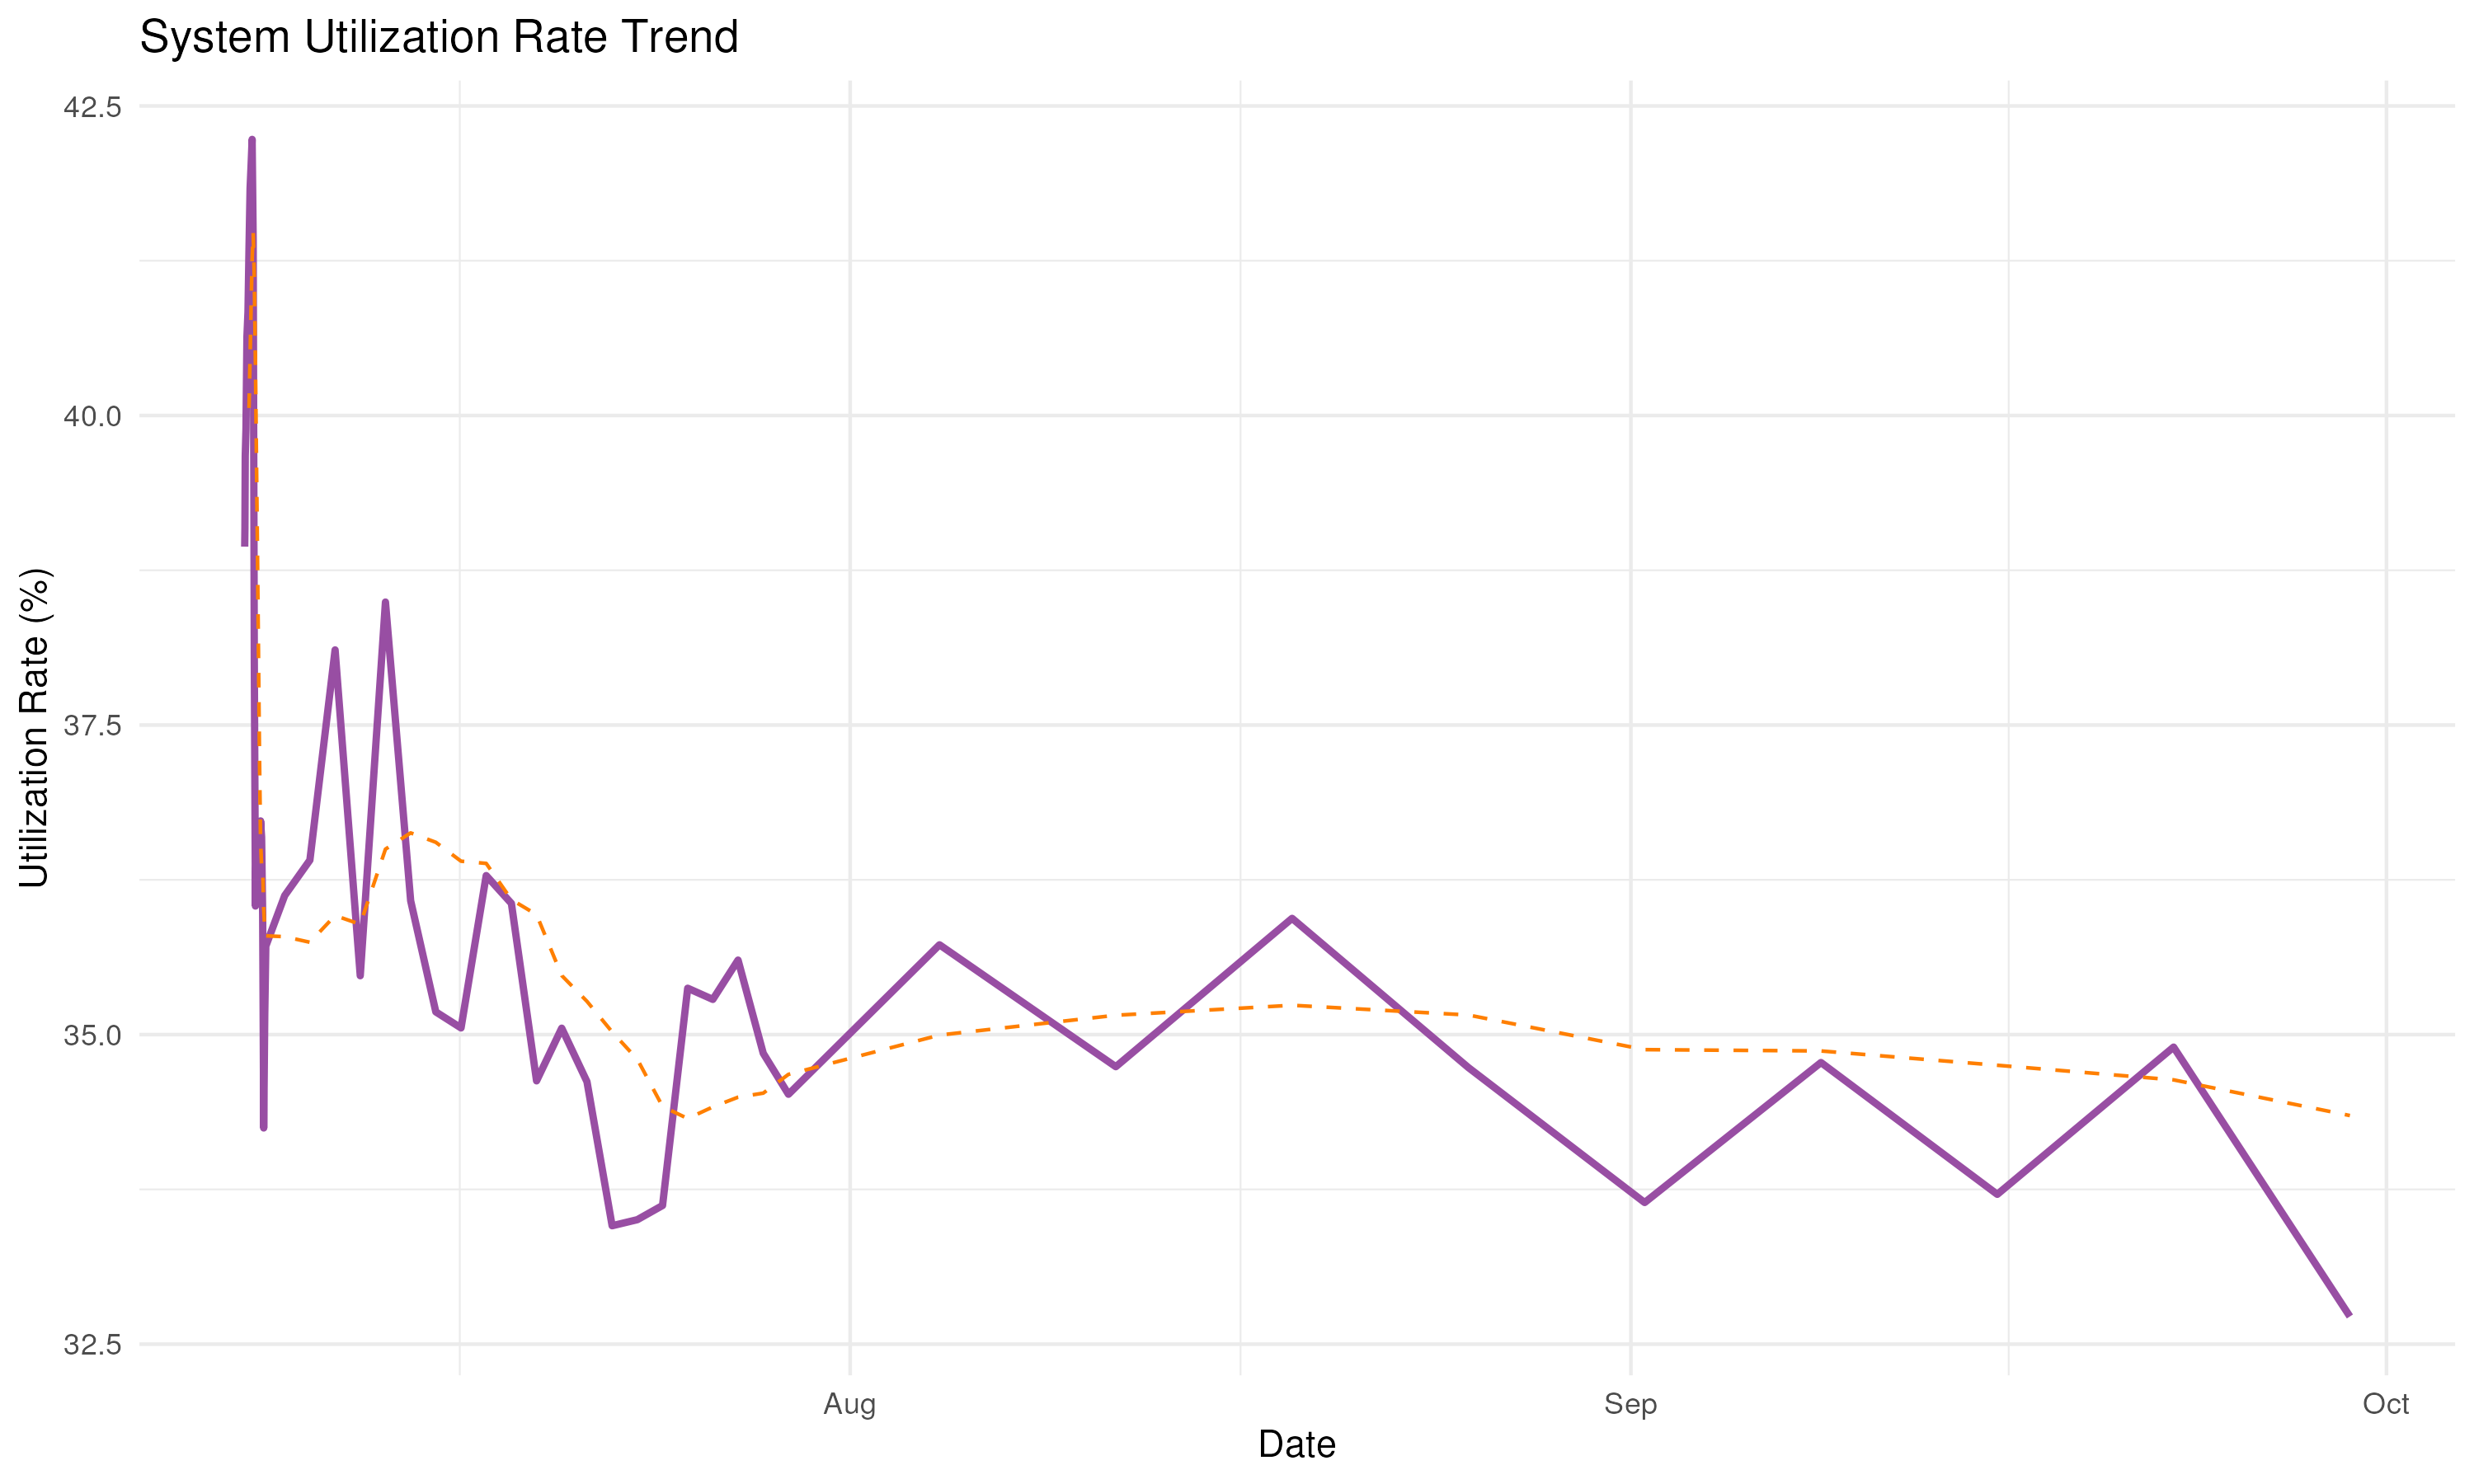 System Utilization Rate Trend
42.5
40.0
37.5
35.0
32.5
Utilization Rate (%)
Aug
Sep
Oct
Date